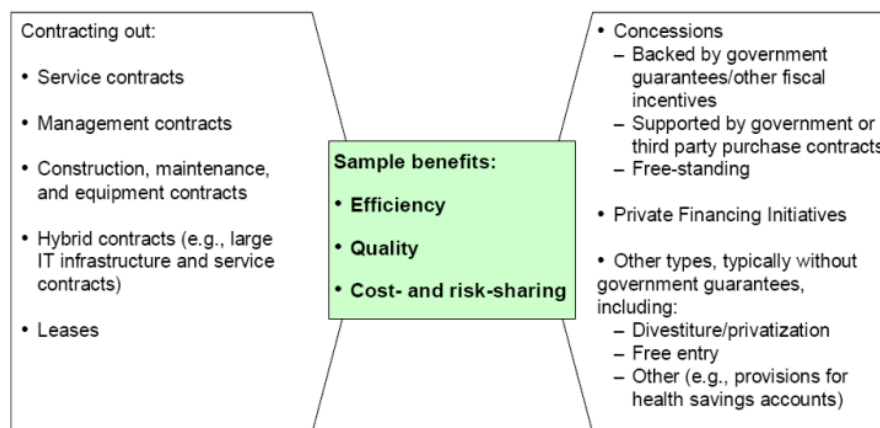 Contracting out:
• Service contracts
• Management contracts
• Construction, maintenance,
and equipment contracts
• Hybrid contracts (e.g., large
IT infrastructure and service
contracts)
• Leases
Sample benefits:
• Efficiency
• Quality
• Cost- and risk-sharing
• Concessions
– Backed by government
guarantees/other fiscal
incentives
– Supported by government or
third party purchase contracts
– Free-standing
• Private Financing Initiatives
• Other types, typically without
government guarantees,
including:
– Divestiture/privatization
– Free entry
– Other (e.g., provisions for
health savings accounts)